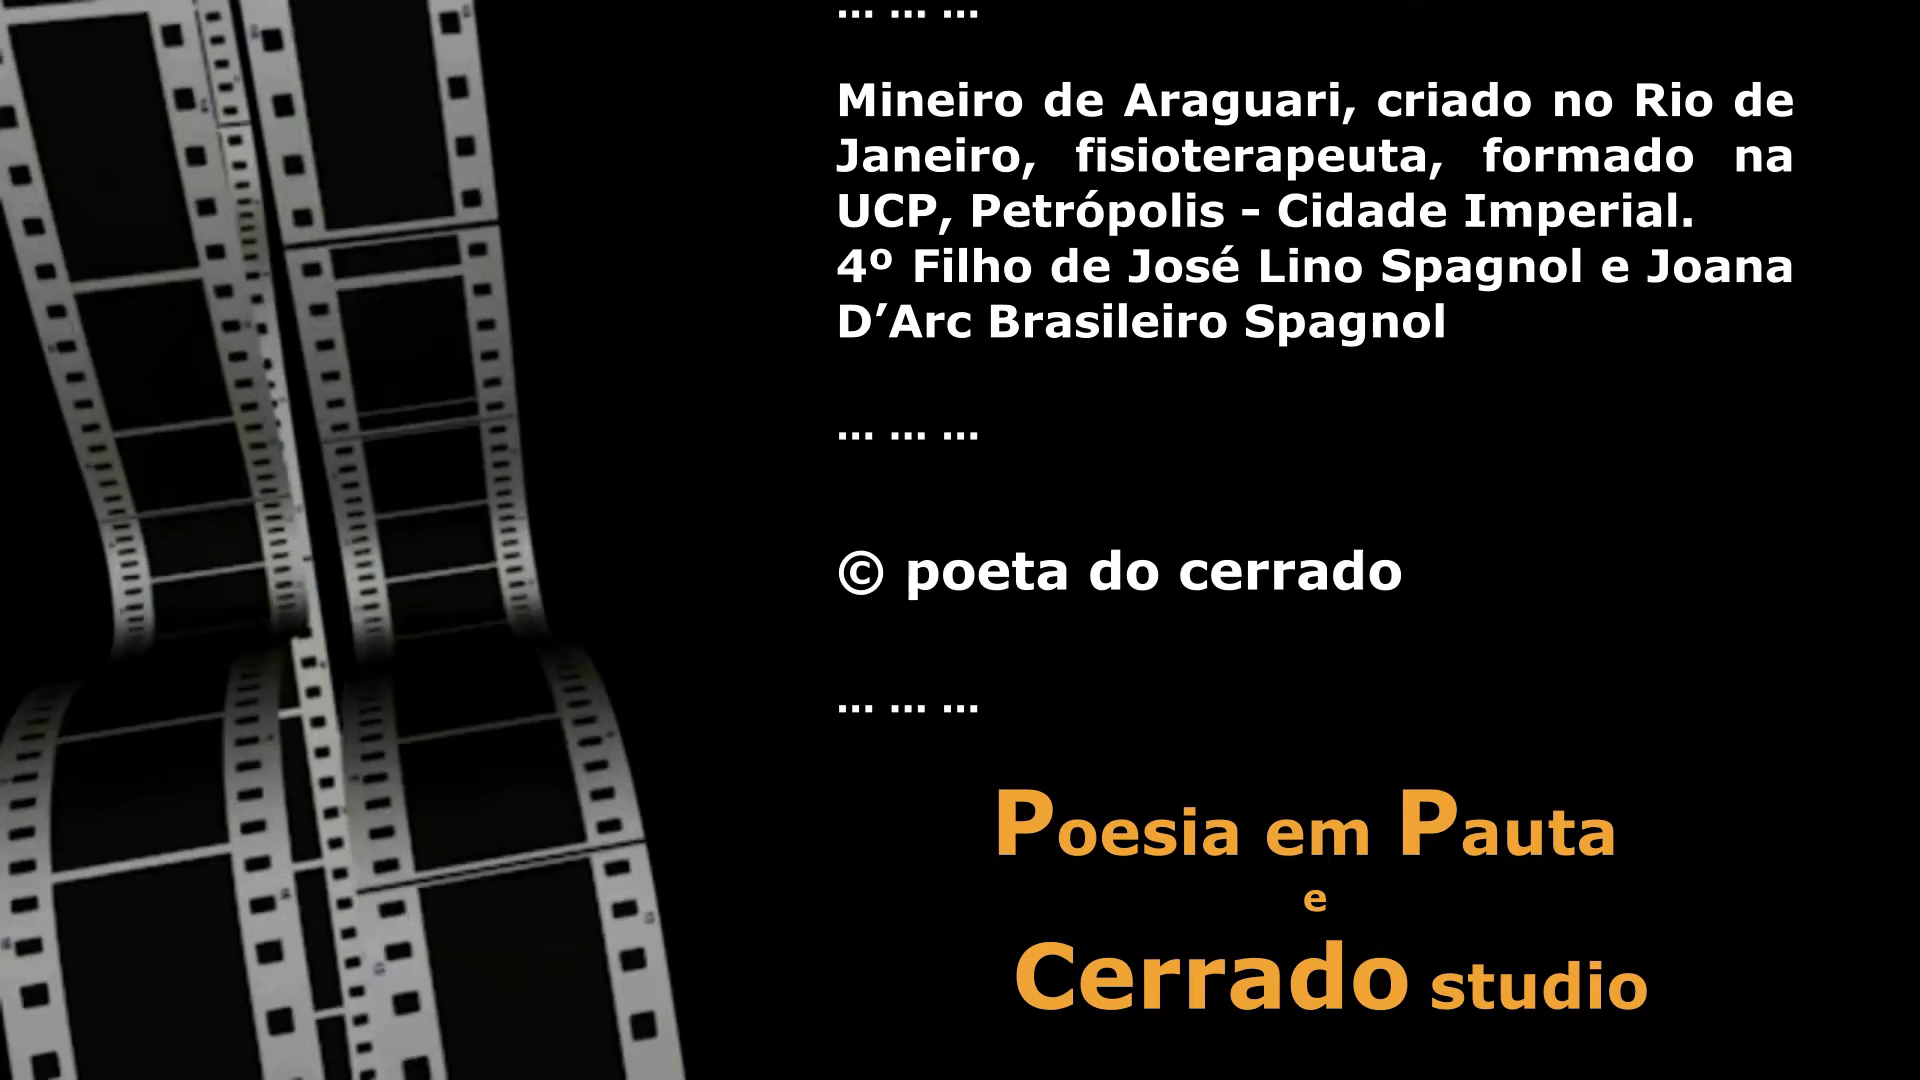 ... ... ...
Mineiro de Araguari, criado no Rio de
Janeiro, fisioterapeuta, formado na
UCP, Petrópolis - Cidade Imperial.
4º Filho de José Lino Spagnol e Joana
D’Arc Brasileiro Spagnol
... ... ...
© poeta do cerrado
... ... ...
Poesia em Pauta
e
Cerrado studio